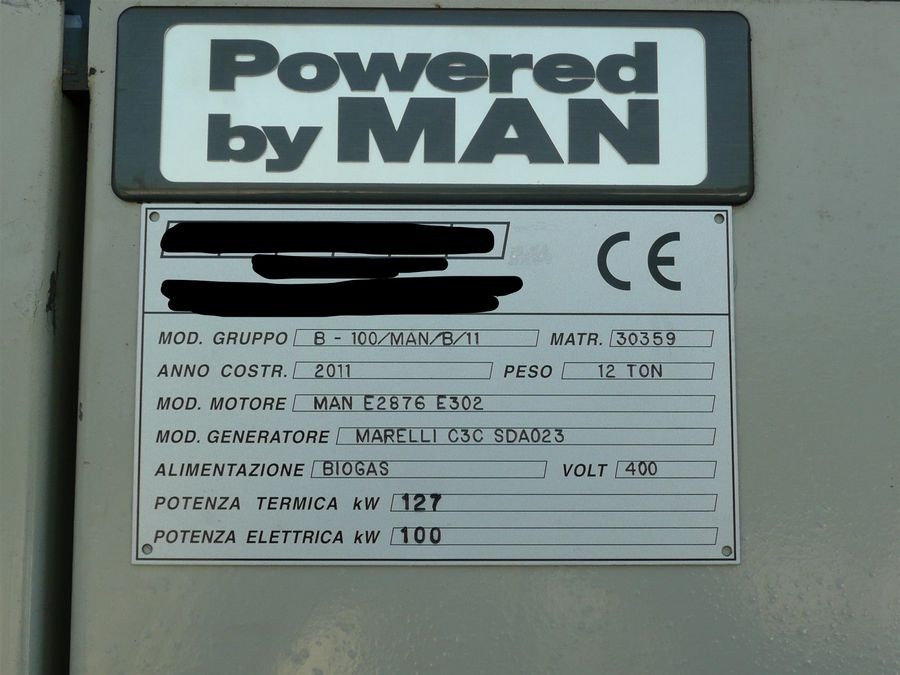 Powered
by MAN
CE
MOD. GRUPPO B - 100/MAN/B/11 MATR. 30359
ANNO COSTR. 2011 PESO 12 TON
MOD. MOTORE MAN E2876 E302
MOD. GENERATORE MARELLI C3C SDA023
ALIMENTAZIONE BIOGAS VOLT 400
POTENZA TERMICA kW 127
POTENZA ELETTRICA kW 100